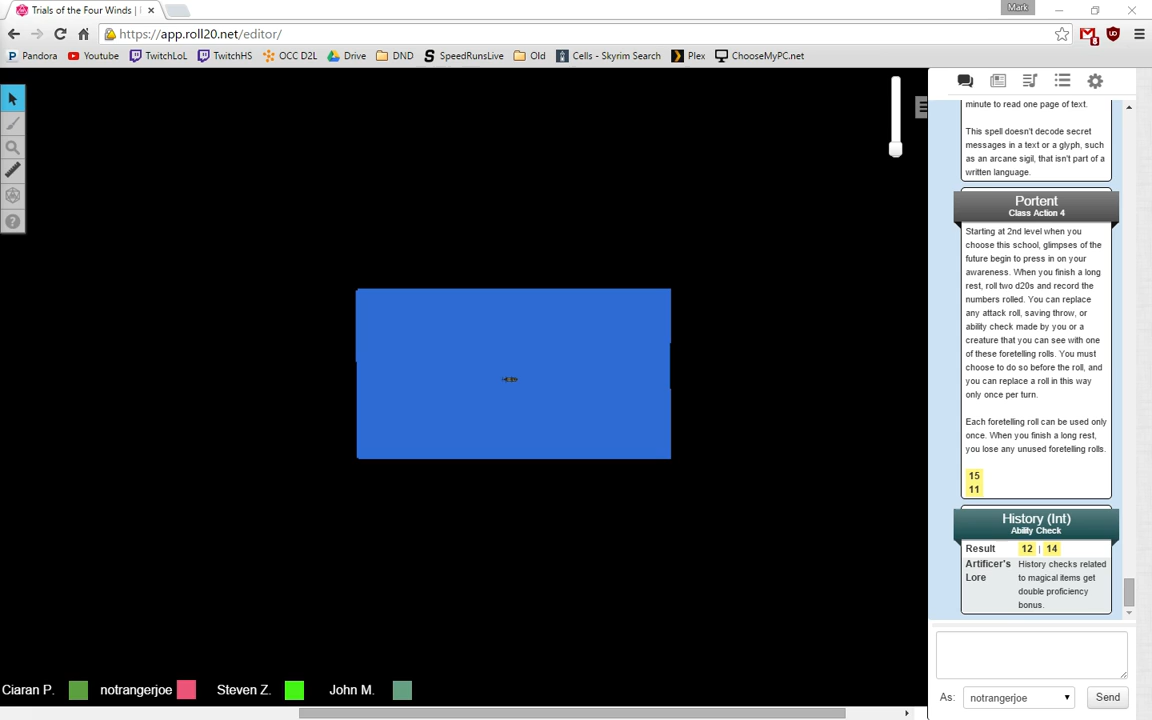 Trials of the Four Winds |
Mark
https://app.roll20.net/editor/
8
Pandora
Youtube
TwitchLoL
TwitchHS
OCC D2L
Drive
DND
SpeedRunsLive
Old
Cells - Skyrim Search
Plex
ChooseMyPC.net
minute to read one page of text.
This spell doesn't decode secret
messages in a text or a glyph, such
as an arcane sigil, that isn't part of a
written language.
Portent
Class Action 4
Starting at 2nd level when you
choose this school, glimpses of the
future begin to press in on your
awareness. When you finish a long
rest, roll two d20s and record the
numbers rolled. You can replace
any attack roll, saving throw, or
ability check made by you or a
creature that you can see with one
of these foretelling rolls. You must
choose to do so before the roll, and
you can replace a roll in this way
only once per turn.
Each foretelling roll can be used only
once. When you finish a long rest,
you lose any unused foretelling rolls.
15
11
History (Int)
Ability Check
Result 12 | 14
Artificer's History checks related
Lore to magical items get
double proficiency
bonus.
Ciaran P. notrangerjoe Steven Z. John M.
As: notrangerjoe Send